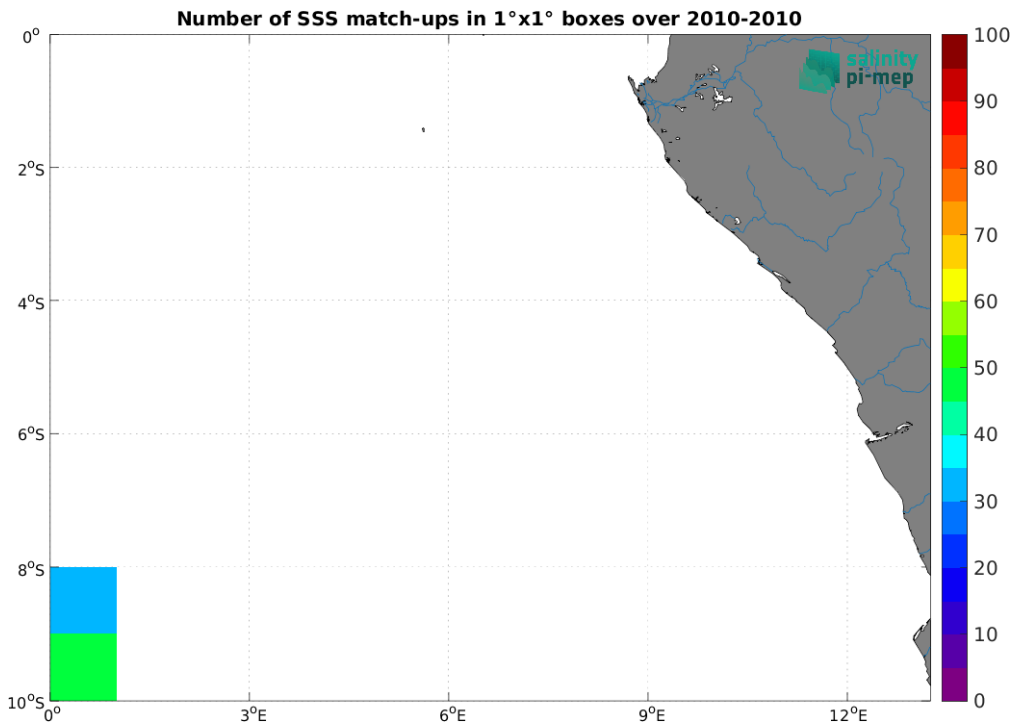 Number of SSS match-ups in 1°x1° boxes over 2010-2010
salinity
pi-mep
0°
2°S
4°S
6°S
8°S
10°S
0°
3°E
6°E
9°E
12°E
100
90
80
70
60
50
40
30
20
10
0